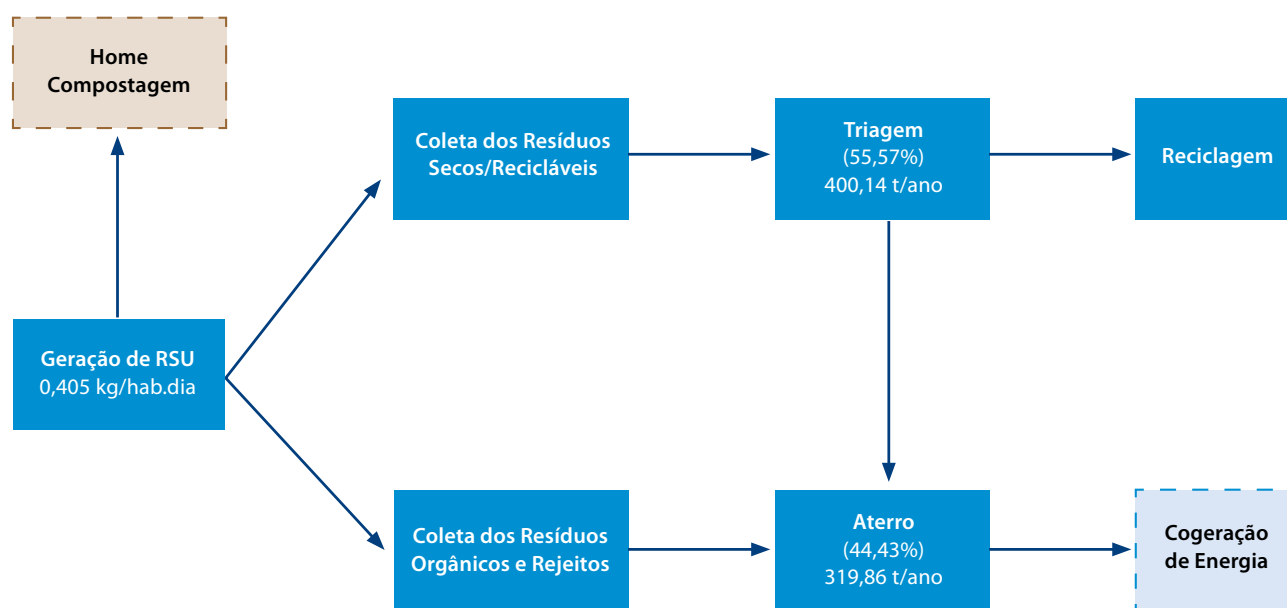 Home
Compostagem
Coleta dos Resíduos
Secos/Recicláveis
Triagem
(55,57%)
400,14 t/ano
Reciclagem
Geração de RSU
0,405 kg/hab.dia
Coleta dos Resíduos
Orgânicos e Rejeitos
Aterro
(44,43%)
319,86 t/ano
Cogeração
de Energia